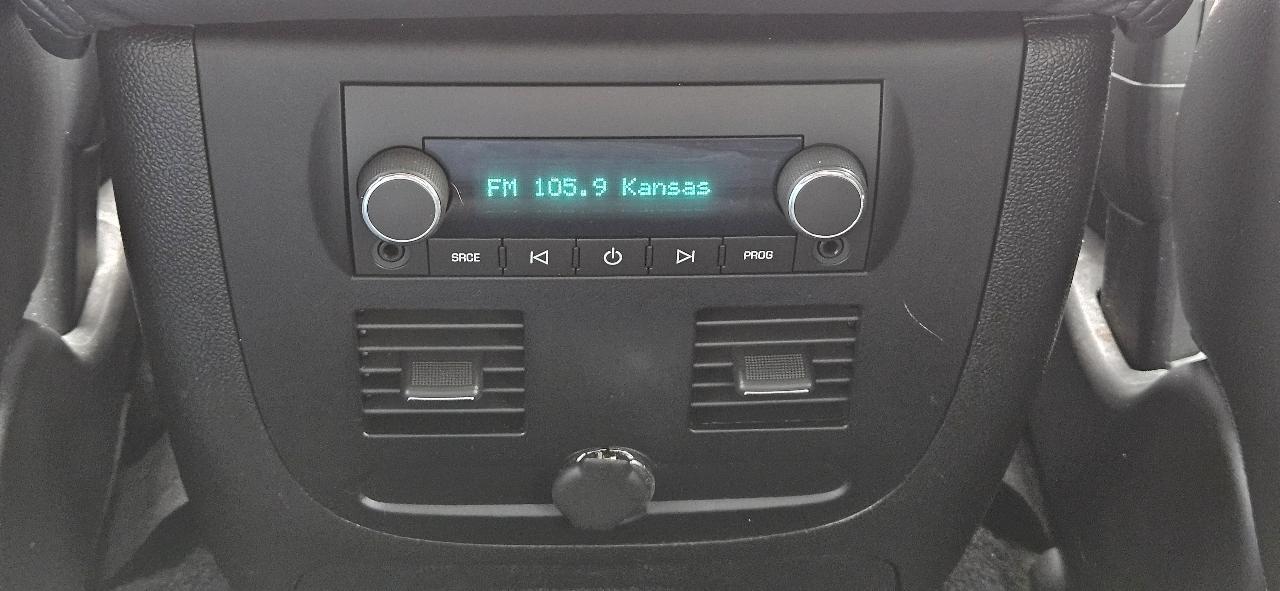 FM 105.9 Kansas
SRCE PROG